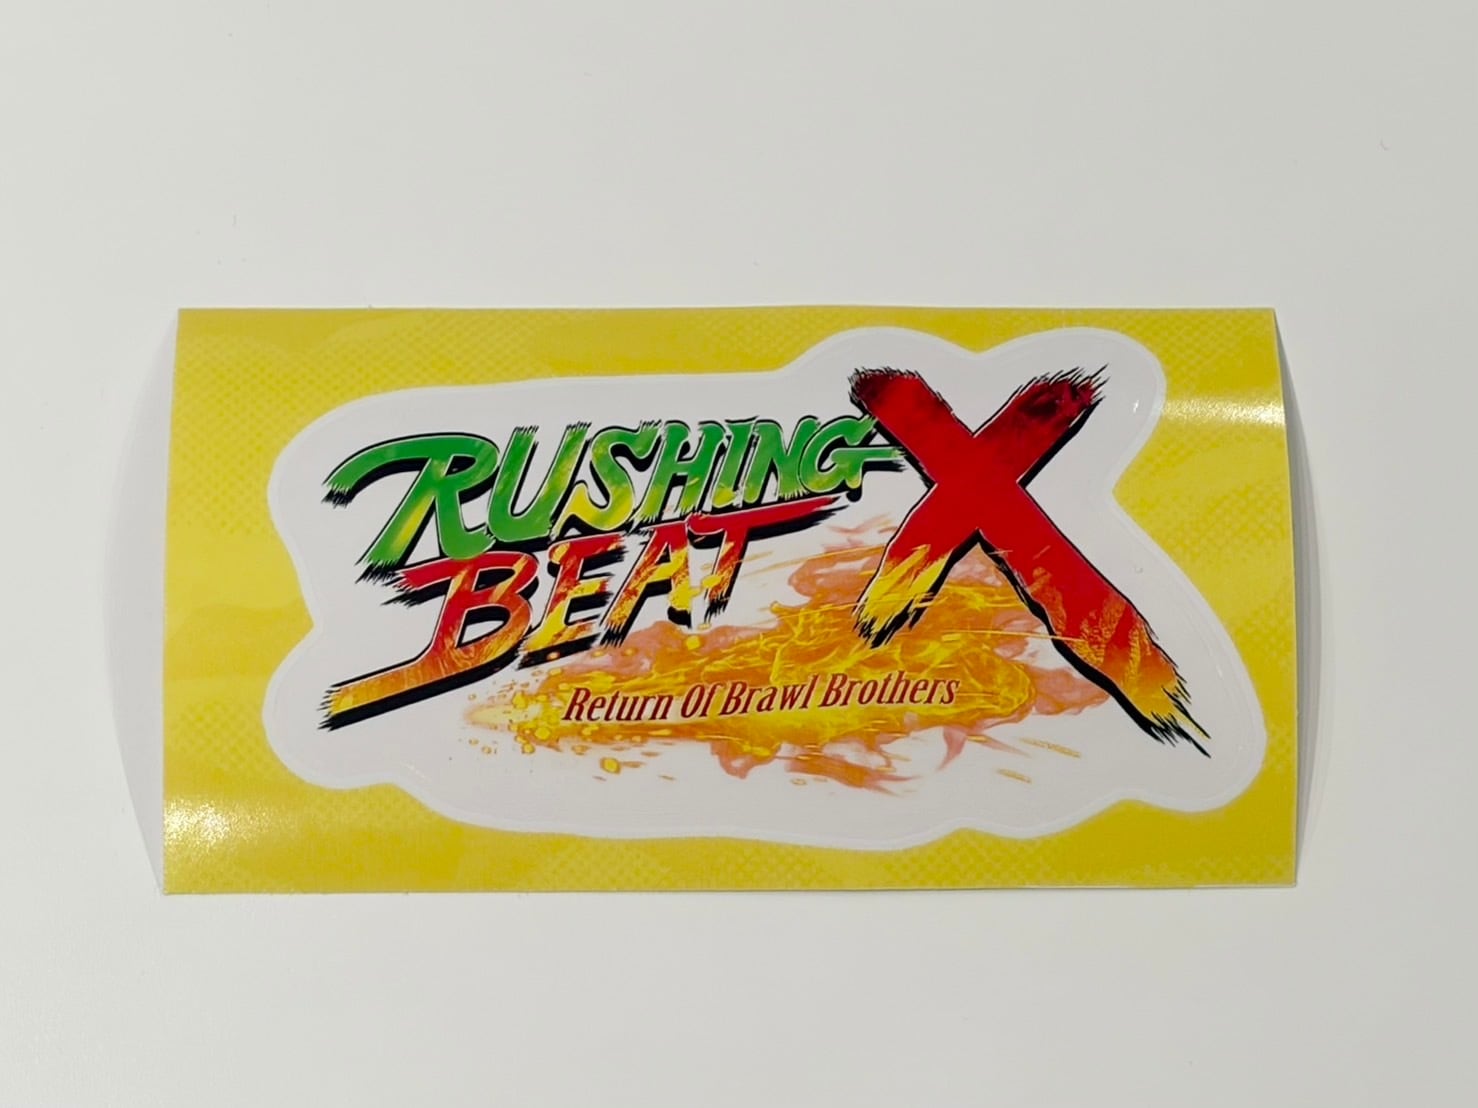 RUSHING
BEAT X
Return Of Brawl Brothers